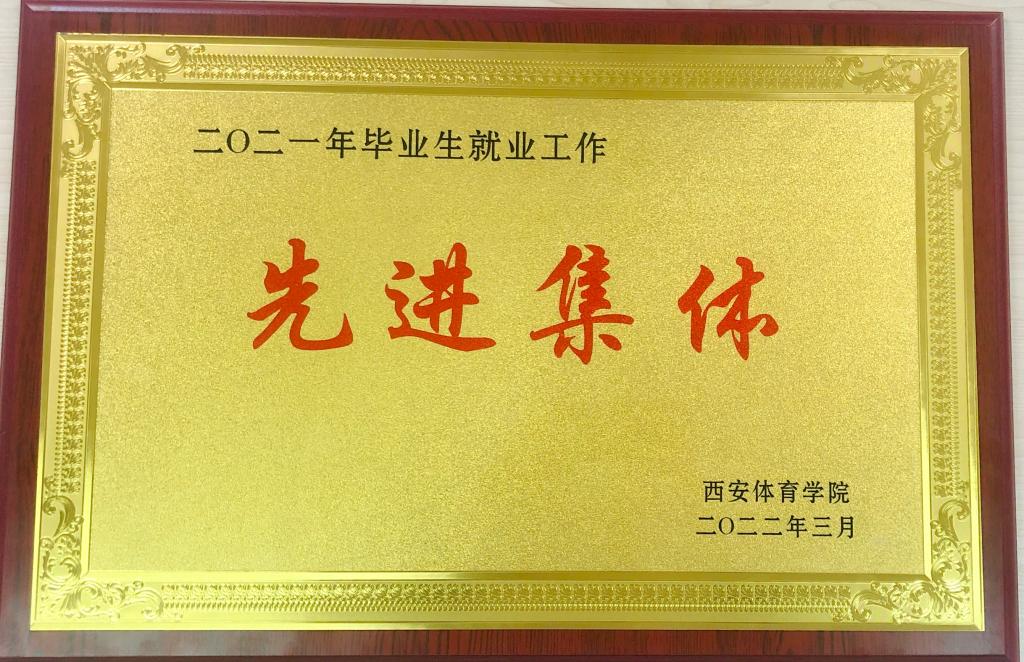 二〇二一年毕业生就业工作
先进集体
西安体育学院
二〇二二年三月